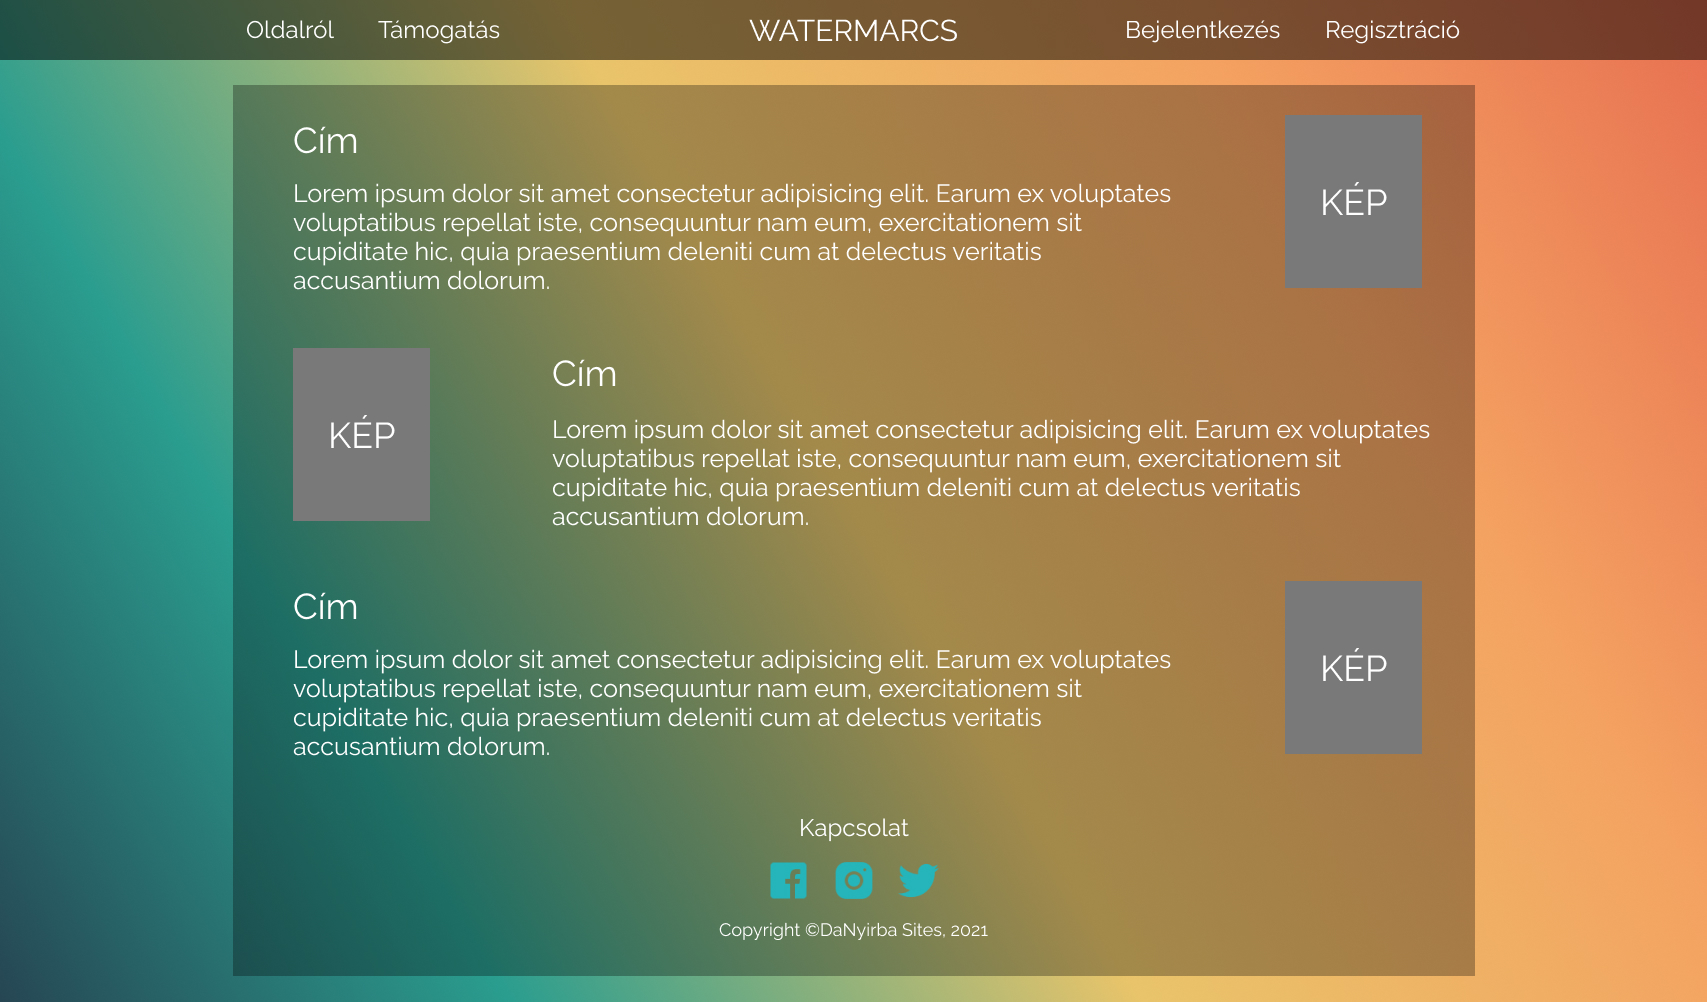 Oldalról Támogatás WATERMARCS Bejelentkezés Regisztráció
Cím
Lorem ipsum dolor sit amet consectetur adipisicing elit. Earum ex voluptates
voluptatibus repellat iste, consequuntur nam eum, exercitationem sit
cupiditate hic, quia praesentium deleniti cum at delectus veritatis
accusantium dolorum.
KÉP
KÉP
Cím
Lorem ipsum dolor sit amet consectetur adipisicing elit. Earum ex voluptates
voluptatibus repellat iste, consequuntur nam eum, exercitationem sit
cupiditate hic, quia praesentium deleniti cum at delectus veritatis
accusantium dolorum.
Cím
Lorem ipsum dolor sit amet consectetur adipisicing elit. Earum ex voluptates
voluptatibus repellat iste, consequuntur nam eum, exercitationem sit
cupiditate hic, quia praesentium deleniti cum at delectus veritatis
accusantium dolorum.
KÉP
Kapcsolat
Copyright ©DaNyirba Sites, 2021